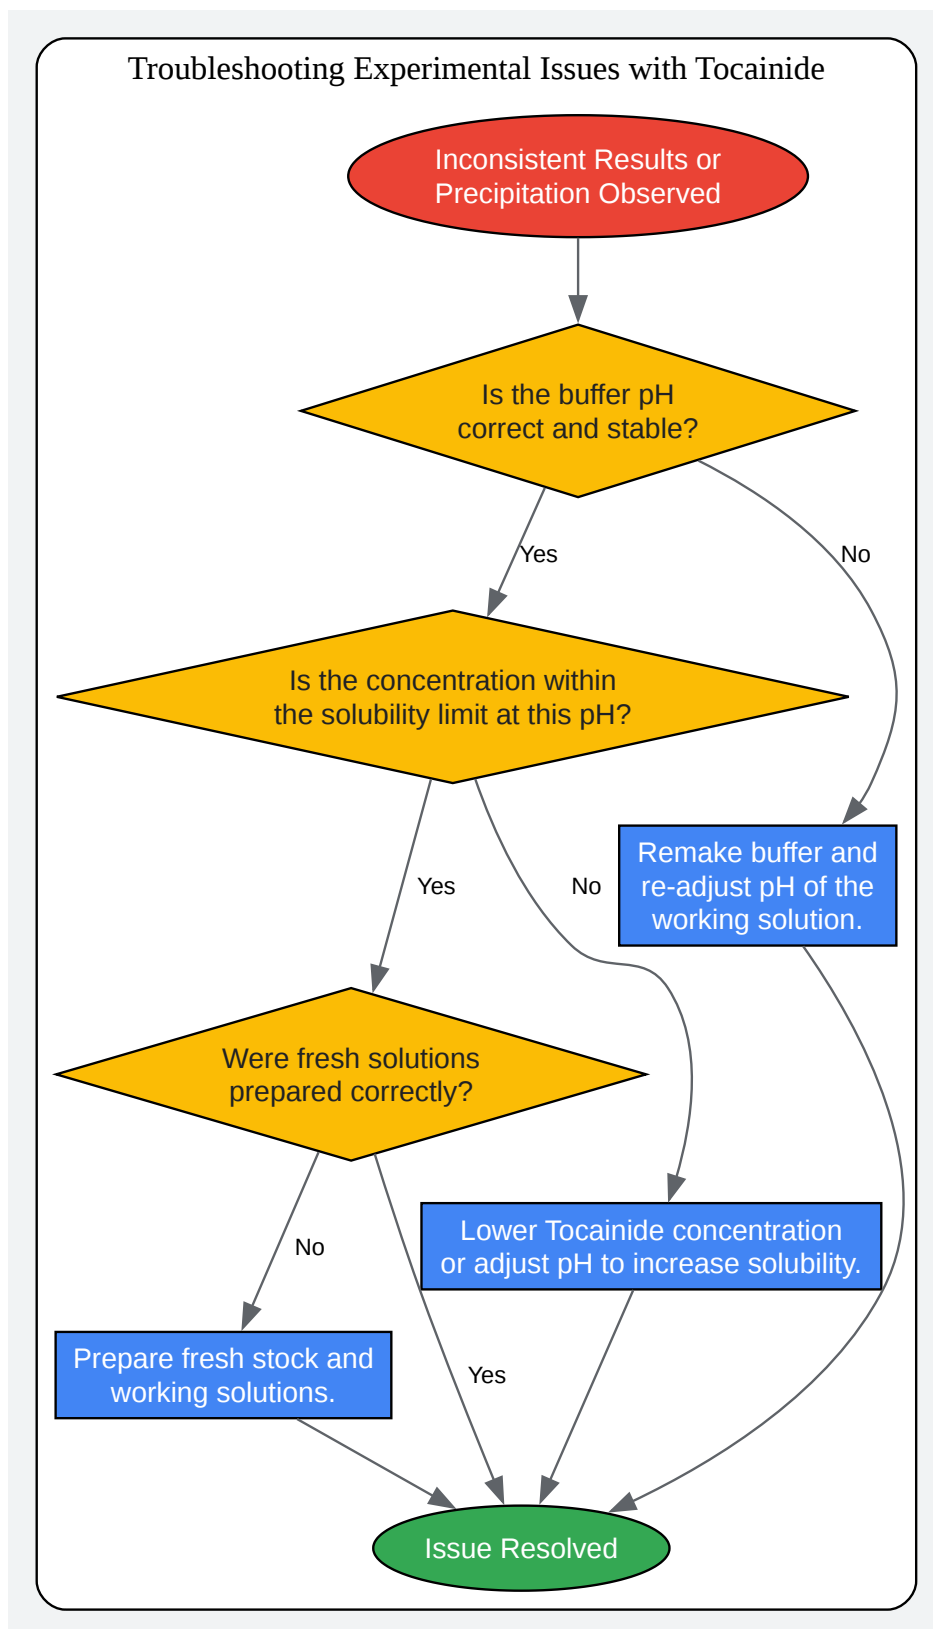 Troubleshooting Experimental Issues with Tocainide
Inconsistent Results or
Precipitation Observed
Is the buffer pH
correct and stable?
Yes
No
Is the concentration within
the solubility limit at this pH?
Yes
No
Remake buffer and
re-adjust pH of the
working solution.
Were fresh solutions
prepared correctly?
No
Lower Tocainide concentration
or adjust pH to increase solubility.
Prepare fresh stock and
working solutions.
Yes
Issue Resolved